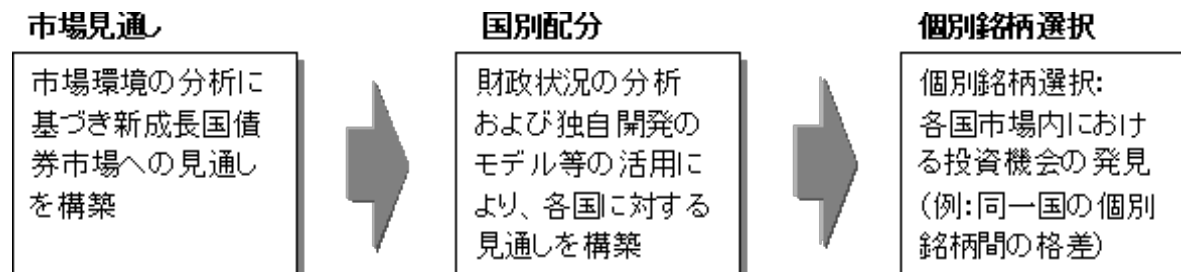 市場見通し
市場環境の分析に
基づき新成長国債
券市場への見通し
を構築
国別配分
財政状況の分析
および独自開発の
モデル等の活用に
より、各国に対する
見通しを構築
個別銘柄選択
個別銘柄選択:
各国市場内におけ
る投資機会の発見
(例:同一国の個別
銘柄間の格差)